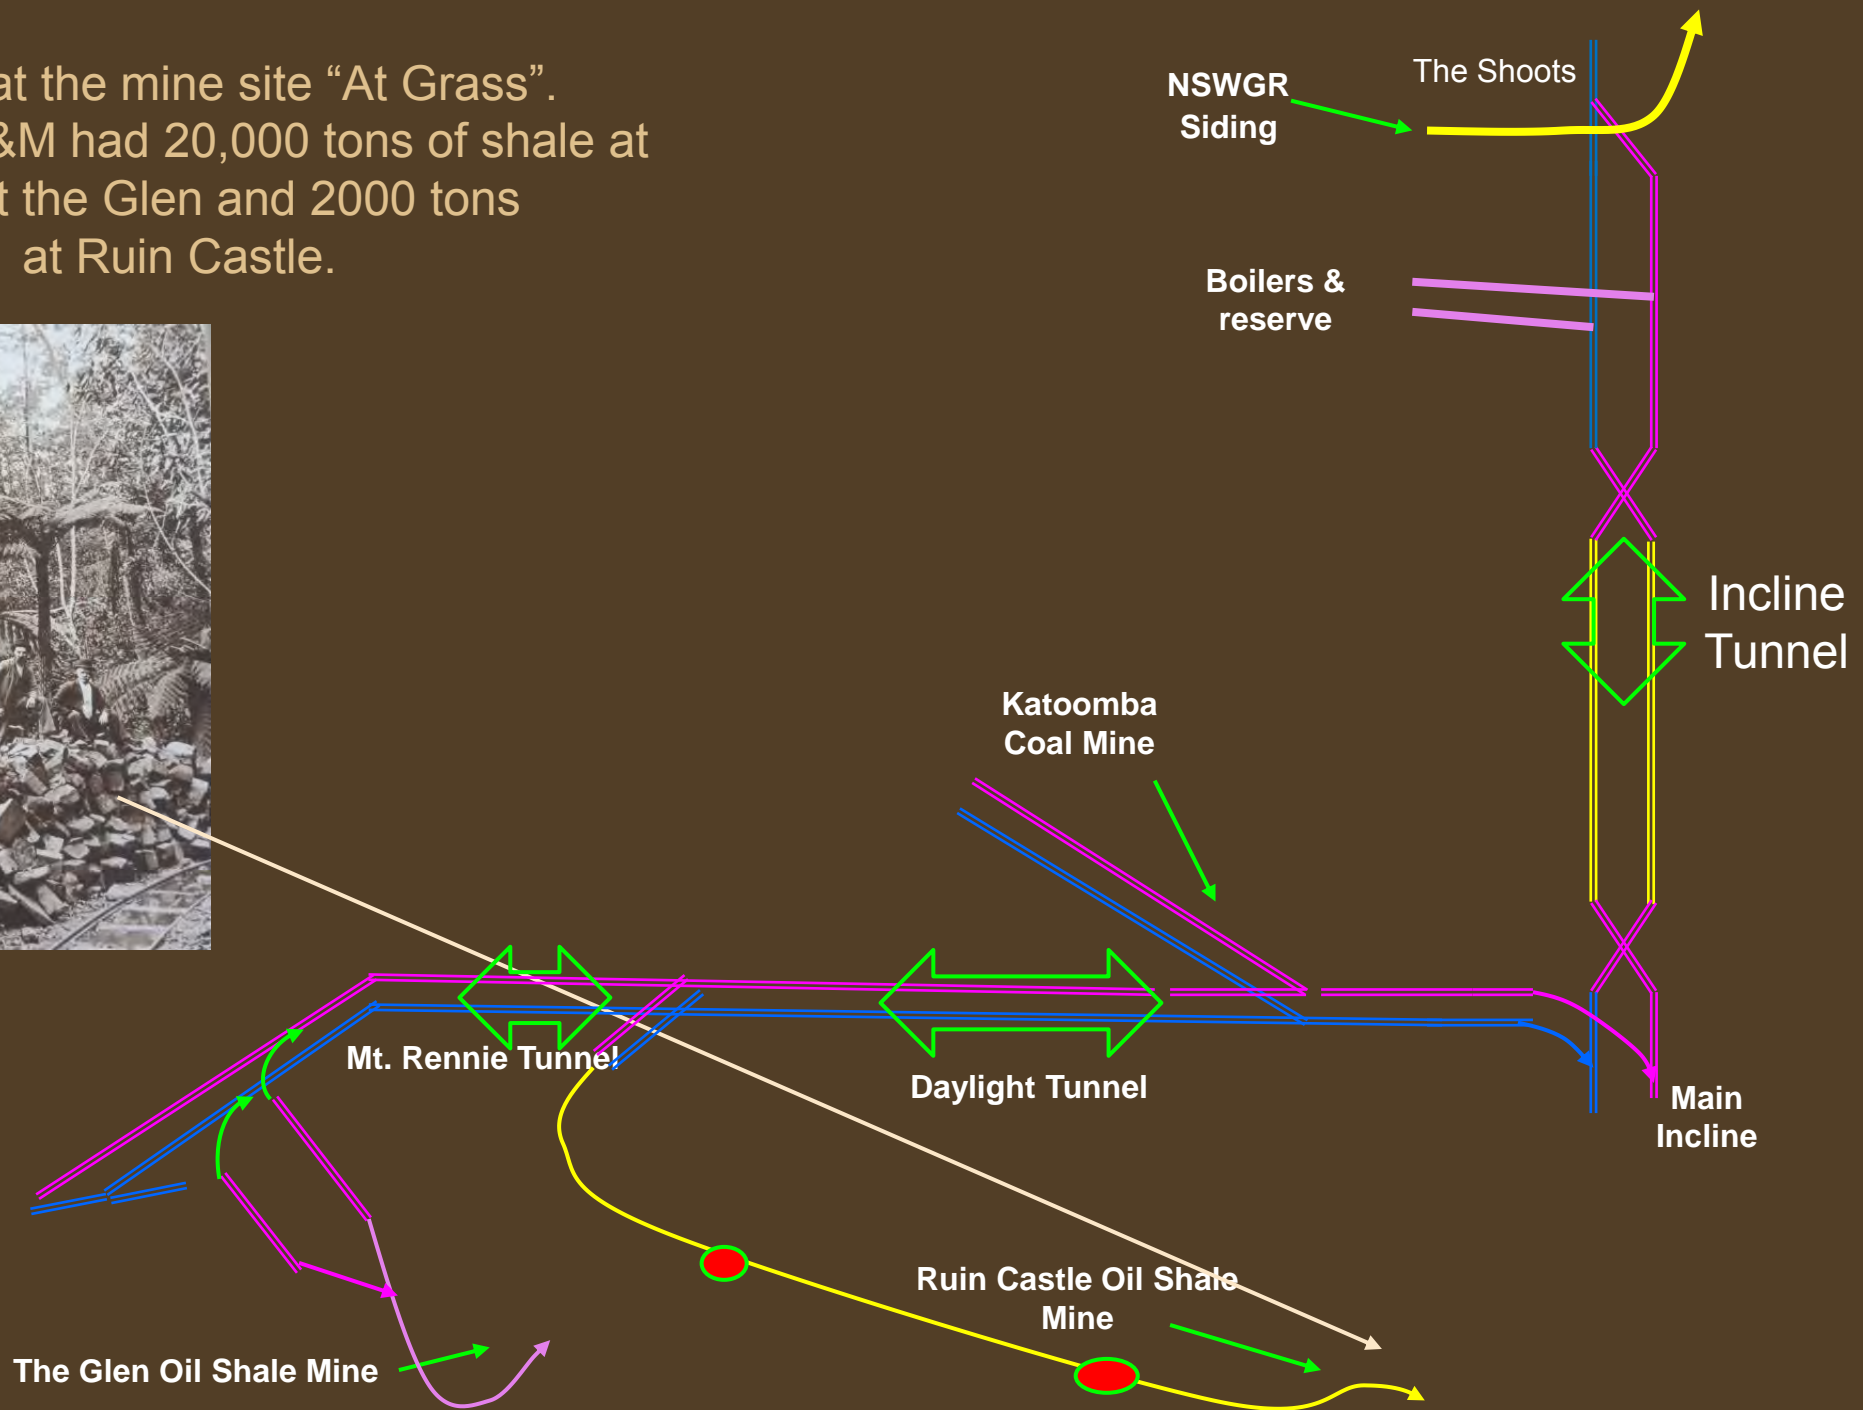 at the mine site “At Grass”.
&M had 20,000 tons of shale at
t the Glen and 2000 tons
at Ruin Castle.
NSWGR
Siding
The Shoots
Boilers &
reserve
Incline
Tunnel
Katoomba
Coal Mine
Mt. Rennie Tunnel
Daylight Tunnel
Main
Incline
Ruin Castle Oil Shale
Mine
The Glen Oil Shale Mine